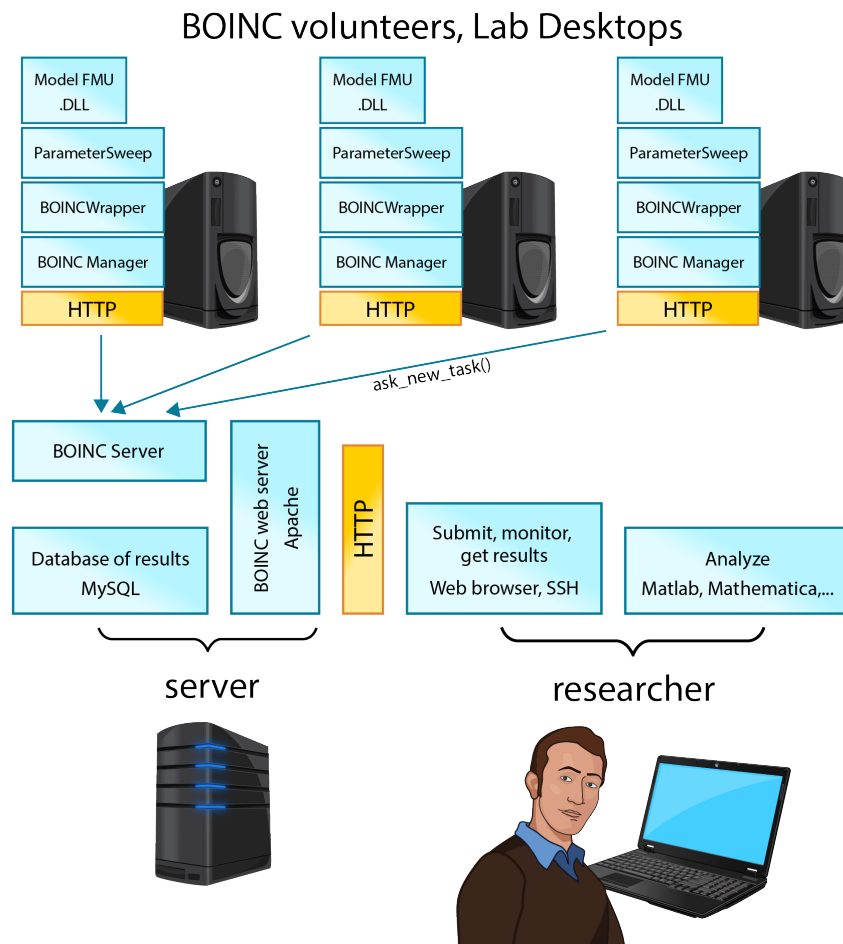 BOINC volunteers, Lab Desktops
Model FMU
.DLL
ParameterSweep
BOINCWrapper
BOINC Manager
HTTP
Model FMU
.DLL
ParameterSweep
BOINCWrapper
BOINC Manager
HTTP
Model FMU
.DLL
ParameterSweep
BOINCWrapper
BOINC Manager
HTTP
ask_new_task()
BOINC Server
Database of results
MySQL
BOINC web server
Apache
HTTP
Submit, monitor,
get results
Web browser, SSH
Analyze
Matlab, Mathematica,...
server
researcher